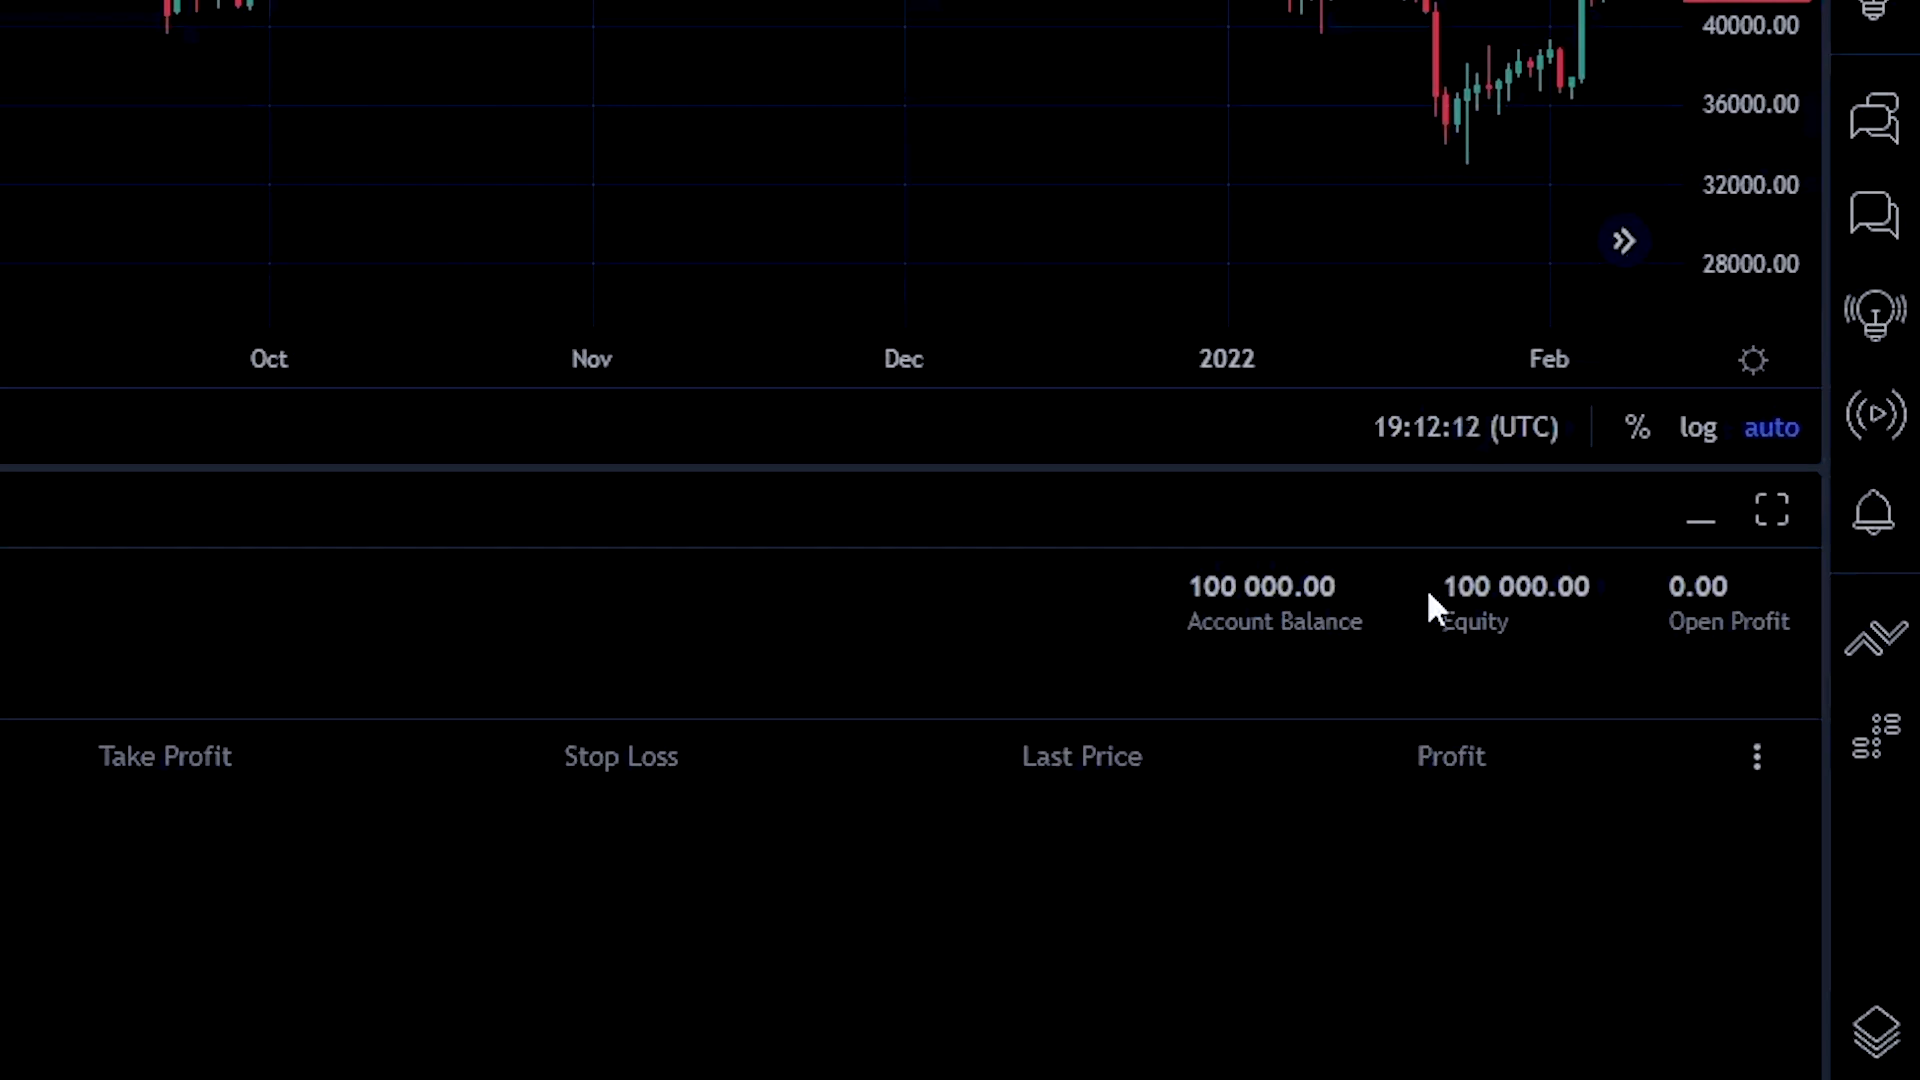 40000.00
36000.00
32000.00
28000.00
Oct Nov Dec 2022 Feb
19:12:12 (UTC) % log auto
100 000.00 100 000.00 0.00
Account Balance Equity Open Profit
Take Profit Stop Loss Last Price Profit